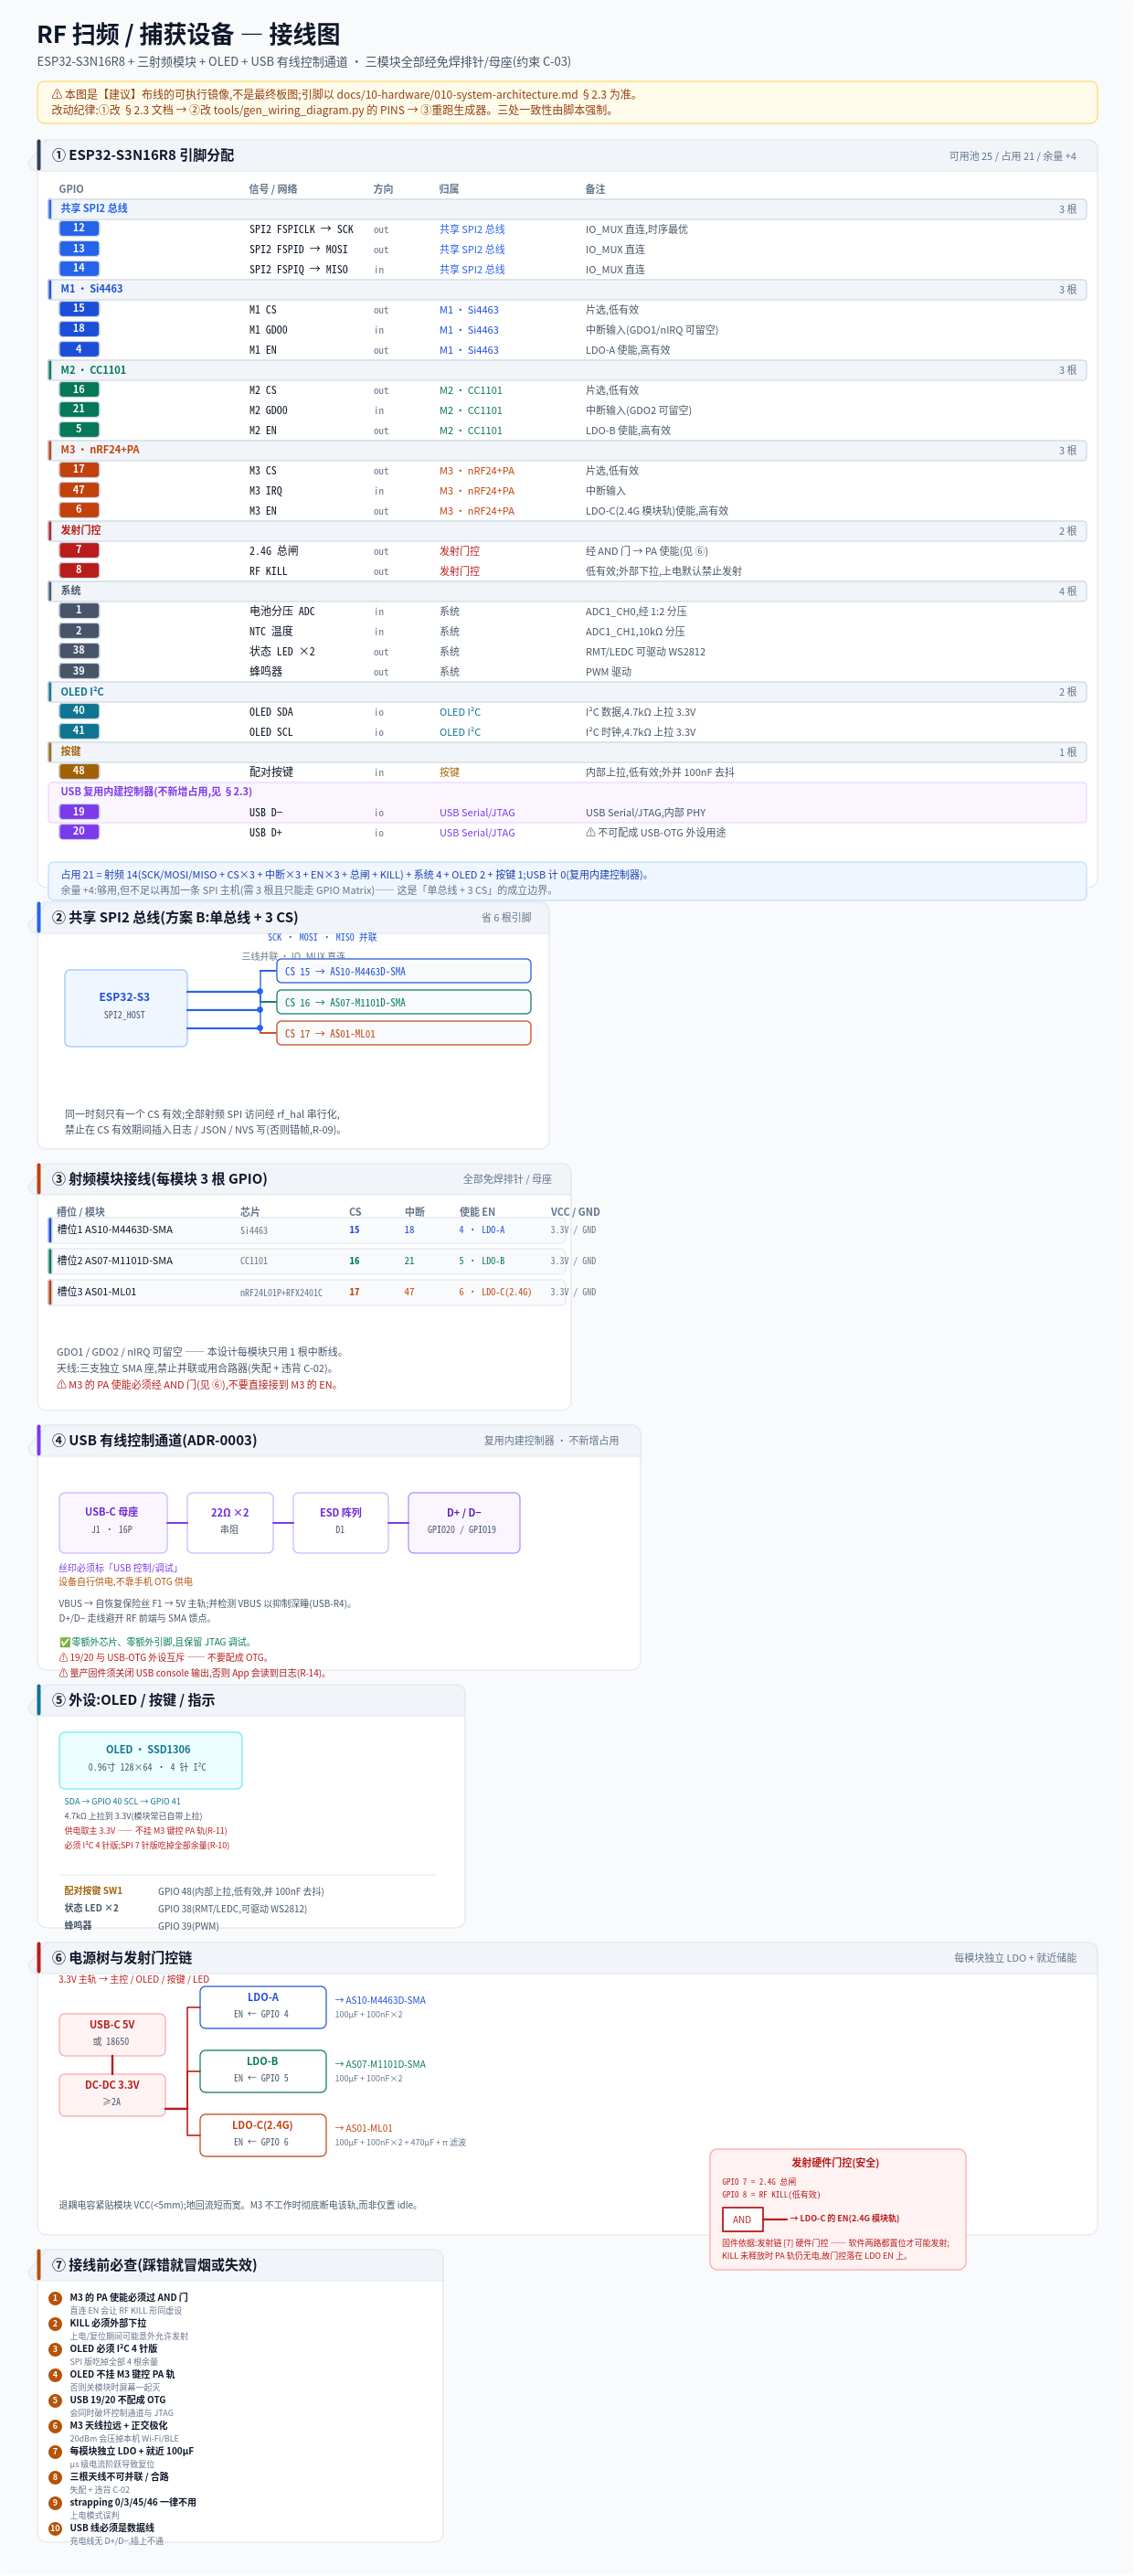 RF 扫频 / 捕获设备 — 接线图
ESP32-S3N16R8 + 三射频模块 + OLED + USB 有线控制通道 · 三模块全部经免焊排针/母座(约束 C-03)
⚠ 本图是【建议】布线的可执行镜像,不是最终板图;引脚以 docs/10-hardware/010-system-architecture.md §2.3 为准。
改动纪律:①改 §2.3 文档 → ②改 tools/gen_wiring_diagram.py 的 PINS → ③重跑生成器。三处一致性由脚本强制。
① ESP32-S3N16R8 引脚分配 可用池 25 / 占用 21 / 余量 +4
GPIO 信号 / 网络 方向 归属 备注
共享 SPI2 总线 3 根
12 SPI2 FSPICLK → SCK out 共享 SPI2 总线 IO_MUX 直连,时序最优
13 SPI2 FSPID → MOSI out 共享 SPI2 总线 IO_MUX 直连
14 SPI2 FSPIQ → MISO in 共享 SPI2 总线 IO_MUX 直连
M1 · Si4463 3 根
15 M1 CS out M1 · Si4463 片选,低有效
18 M1 GDO0 in M1 · Si4463 中断输入(GDO1/nIRQ 可留空)
4 M1 EN out M1 · Si4463 LDO-A 使能,高有效
M2 · CC1101 3 根
16 M2 CS out M2 · CC1101 片选,低有效
21 M2 GDO0 in M2 · CC1101 中断输入(GDO2 可留空)
5 M2 EN out M2 · CC1101 LDO-B 使能,高有效
M3 · nRF24+PA 3 根
17 M3 CS out M3 · nRF24+PA 片选,低有效
47 M3 IRQ in M3 · nRF24+PA 中断输入
6 M3 EN out M3 · nRF24+PA LDO-C(2.4G 模块轨)使能,高有效
发射门控 2 根
7 2.4G 总闸 out 发射门控 经 AND 门 → PA 使能(见 ⑥)
8 RF KILL out 发射门控 低有效;外部下拉,上电默认禁止发射
系统 4 根
1 电池分压 ADC in 系统 ADC1_CH0,经 1:2 分压
2 NTC 温度 in 系统 ADC1_CH1,10kΩ 分压
38 状态 LED ×2 out 系统 RMT/LEDC 可驱动 WS2812
39 蜂鸣器 out 系统 PWM 驱动
OLED I²C 2 根
40 OLED SDA io OLED I²C I²C 数据,4.7kΩ 上拉 3.3V
41 OLED SCL io OLED I²C I²C 时钟,4.7kΩ 上拉 3.3V
按键 1 根
48 配对按键 in 按键 内部上拉,低有效;外并 100nF 去抖
USB 复用内建控制器(不新增占用,见 §2.3)
19 USB D− io USB Serial/JTAG USB Serial/JTAG,内部 PHY
20 USB D+ io USB Serial/JTAG ⚠ 不可配成 USB-OTG 外设用途
占用 21 = 射频 14(SCK/MOSI/MISO + CS×3 + 中断×3 + EN×3 + 总闸 + KILL) + 系统 4 + OLED 2 + 按键 1;USB 计 0(复用内建控制器)。
余量 +4:够用,但不足以再加一条 SPI 主机(需 3 根且只能走 GPIO Matrix)—— 这是「单总线 + 3 CS」的成立边界。
② 共享 SPI2 总线(方案 B:单总线 + 3 CS) 省 6 根引脚
SCK · MOSI · MISO 并联
三线并联 · IO_MUX 直连
ESP32-S3
SPI2_HOST
CS 15 → AS10-M4463D-SMA
CS 16 → AS07-M1101D-SMA
CS 17 → AS01-ML01
同一时刻只有一个 CS 有效;全部射频 SPI 访问经 rf_hal 串行化,
禁止在 CS 有效期间插入日志 / JSON / NVS 写(否则错帧,R-09)。
③ 射频模块接线(每模块 3 根 GPIO) 全部免焊排针 / 母座
槽位 / 模块 芯片 CS 中断 使能 EN VCC / GND
槽位1 AS10-M4463D-SMA Si4463 15 18 4 · LDO-A 3.3V / GND
槽位2 AS07-M1101D-SMA CC1101 16 21 5 · LDO-B 3.3V / GND
槽位3 AS01-ML01 nRF24L01P+RFX2401C 17 47 6 · LDO-C(2.4G) 3.3V / GND
GDO1 / GDO2 / nIRQ 可留空 —— 本设计每模块只用 1 根中断线。
天线:三支独立 SMA 座,禁止并联或用合路器(失配 + 违背 C-02)。
⚠ M3 的 PA 使能必须经 AND 门(见 ⑥),不要直接接到 M3 的 EN。
④ USB 有线控制通道(ADR-0003) 复用内建控制器 · 不新增占用
USB-C 母座
J1 · 16P
22Ω ×2
串阻
ESD 阵列
D1
D+ / D−
GPIO20 / GPIO19
丝印必须标「USB 控制/调试」
设备自行供电,不靠手机 OTG 供电
VBUS → 自恢复保险丝 F1 → 5V 主轨;并检测 VBUS 以抑制深睡(USB-R4)。
D+/D− 走线避开 RF 前端与 SMA 馈点。
✅ 零额外芯片、零额外引脚,且保留 JTAG 调试。
⚠ 19/20 与 USB-OTG 外设互斥 —— 不要配成 OTG。
⚠ 量产固件须关闭 USB console 输出,否则 App 会读到日志(R-14)。
⑤ 外设:OLED / 按键 / 指示
OLED · SSD1306
0.96寸 128×64 · 4 针 I²C
SDA → GPIO 40 SCL → GPIO 41
4.7kΩ 上拉到 3.3V(模块常已自带上拉)
供电取主 3.3V —— 不挂 M3 键控 PA 轨(R-11)
必须 I²C 4 针版;SPI 7 针版吃掉全部余量(R-10)
配对按键 SW1 GPIO 48(内部上拉,低有效,并 100nF 去抖)
状态 LED ×2 GPIO 38(RMT/LEDC,可驱动 WS2812)
蜂鸣器 GPIO 39(PWM)
⑥ 电源树与发射门控链 每模块独立 LDO + 就近储能
3.3V 主轨 → 主控 / OLED / 按键 / LED
USB-C 5V
或 18650
DC-DC 3.3V
≥2A
LDO-A
EN ← GPIO 4
→ AS10-M4463D-SMA
100µF + 100nF×2
LDO-B
EN ← GPIO 5
→ AS07-M1101D-SMA
100µF + 100nF×2
LDO-C(2.4G)
EN ← GPIO 6
→ AS01-ML01
100µF + 100nF×2 + 470µF + π 滤波
退耦电容紧贴模块 VCC(<5mm);地回流短而宽。M3 不工作时彻底断电该轨,而非仅置 idle。
发射硬件门控(安全)
GPIO 7 = 2.4G 总闸
GPIO 8 = RF KILL(低有效)
AND → LDO-C 的 EN(2.4G 模块轨)
固件依据:发射链 [7] 硬件门控 —— 软件两路都置位才可能发射;
KILL 未释放时 PA 轨仍无电,故门控落在 LDO EN 上。
⑦ 接线前必查(踩错就冒烟或失效)
1 M3 的 PA 使能必须过 AND 门
直连 EN 会让 RF KILL 形同虚设
2 KILL 必须外部下拉
上电/复位期间可能意外允许发射
3 OLED 必须 I²C 4 针版
SPI 版吃掉全部 4 根余量
4 OLED 不挂 M3 键控 PA 轨
否则关模块时屏幕一起灭
5 USB 19/20 不配成 OTG
会同时破坏控制通道与 JTAG
6 M3 天线拉远 + 正交极化
20dBm 会压掉本机 Wi-Fi/BLE
7 每模块独立 LDO + 就近 100µF
µs 级电流阶跃导致复位
8 三根天线不可并联 / 合路
失配 + 违背 C-02
9 strapping 0/3/45/46 一律不用
上电模式误判
10 USB 线必须是数据线
充电线无 D+/D−,插上不通